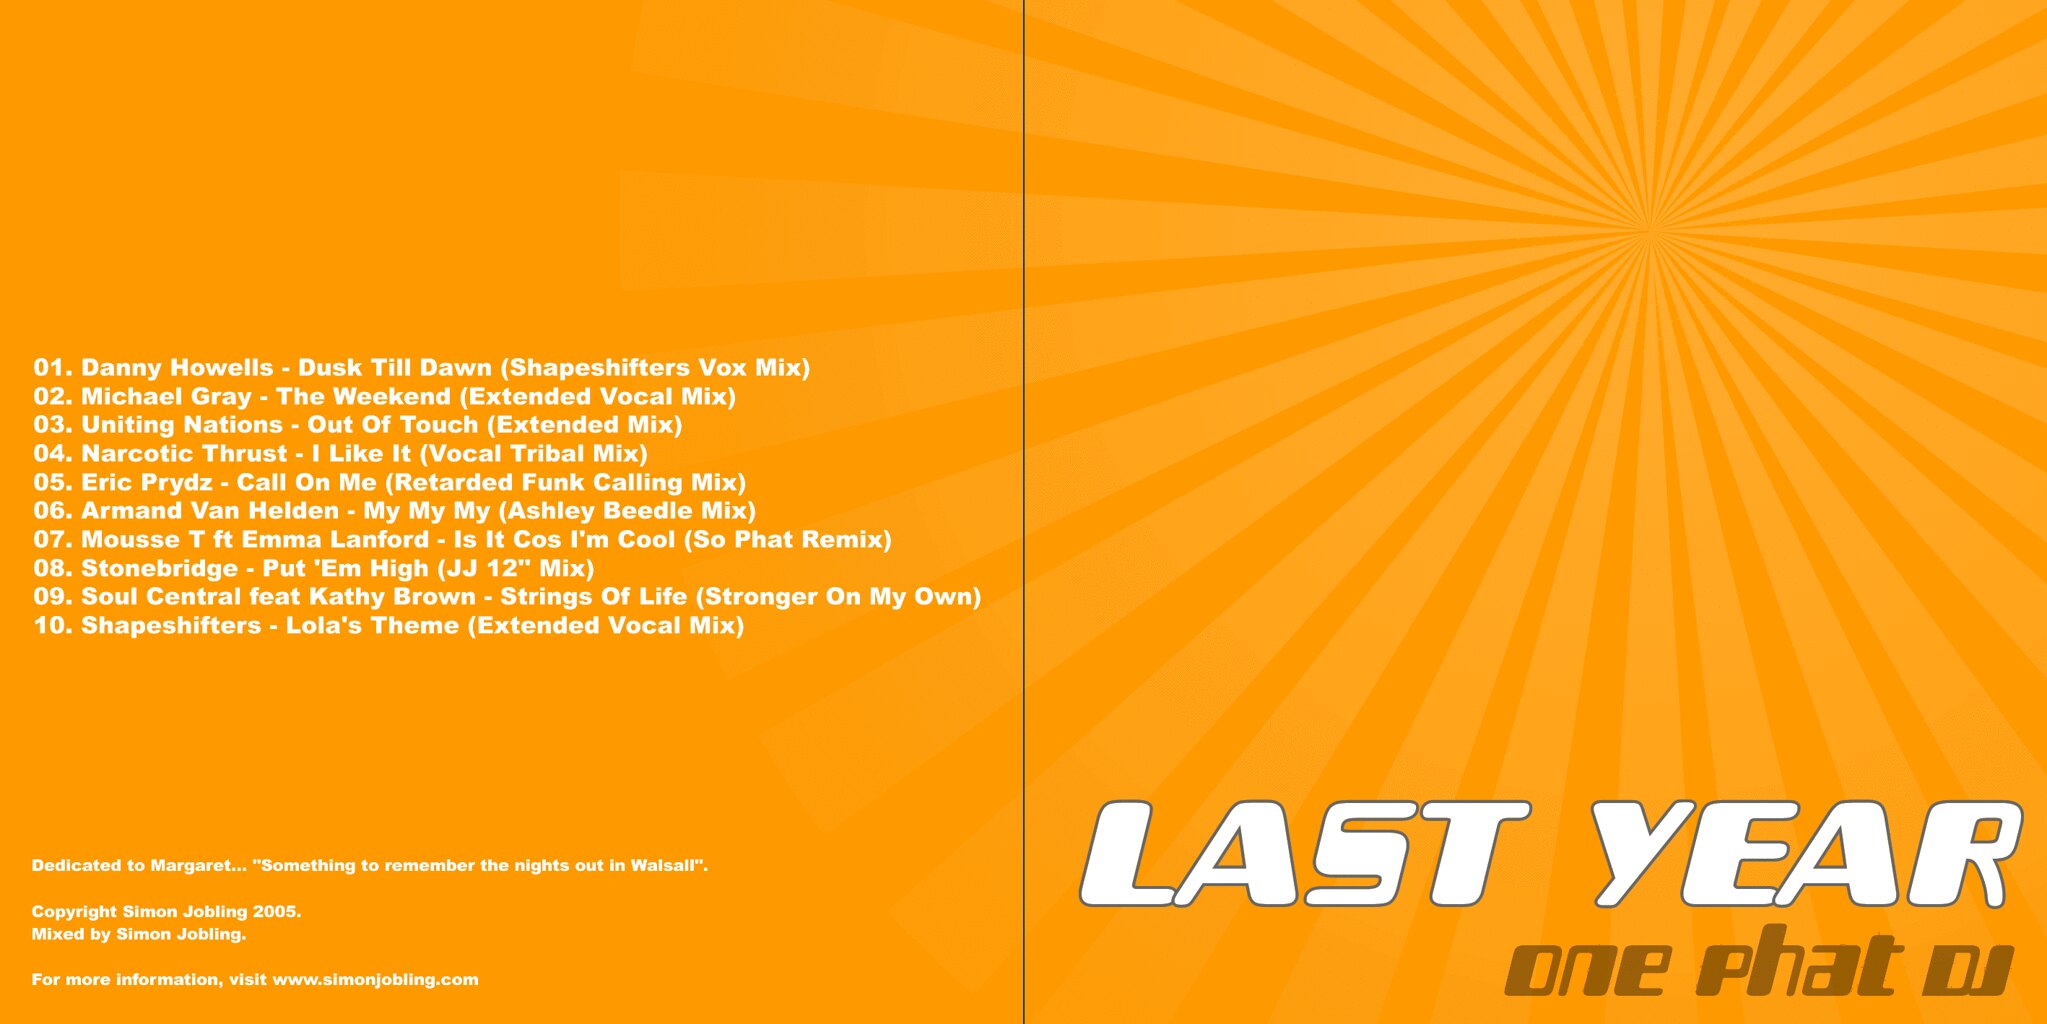 01. Danny Howells - Dusk Till Dawn (Shapeshifters Vox Mix)
02. Michael Gray - The Weekend (Extended Vocal Mix)
03. Uniting Nations - Out Of Touch (Extended Mix)
04. Narcotic Thrust - I Like It (Vocal Tribal Mix)
05. Eric Prydz - Call On Me (Retarded Funk Calling Mix)
06. Armand Van Helden - My My My (Ashley Beedle Mix)
07. Mousse T ft Emma Lanford - Is It Cos I'm Cool (So Phat Remix)
08. Stonebridge - Put 'Em High (JJ 12" Mix)
09. Soul Central feat Kathy Brown - Strings Of Life (Stronger On My Own)
10. Shapeshifters - Lola's Theme (Extended Vocal Mix)
Dedicated to Margaret... "Something to remember the nights out in Walsall".
Copyright Simon Jobling 2005.
Mixed by Simon Jobling.
For more information, visit www.simonjobling.com
LAST YEAR
one phat DJ